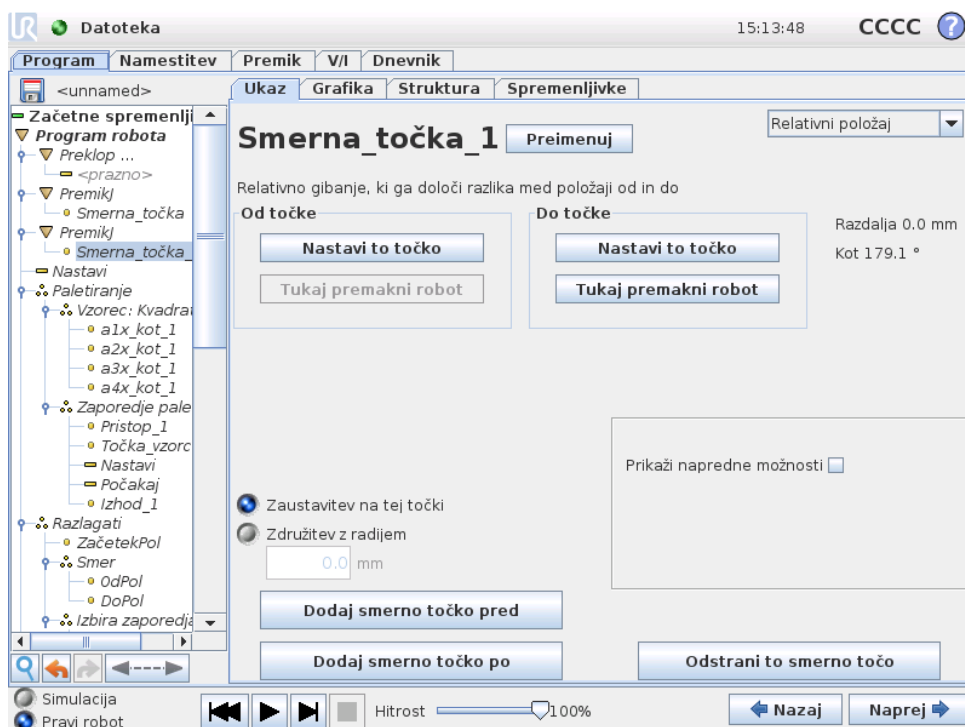 UR Datoteka 15:13:48 CCCC ?
Program Namestitev Premik V/I Dnevnik
<unnamed>
Ukaz Grafika Struktura Spremenljivke
Začetne spremenlji
Program robota
Preklop ...
<prazno>
PremikJ
Smerna_točka
PremikJ
Smerna_točka_
Nastavi
Paletiranje
Vzorec: Kvadrat
a1x_kot_1
a2x_kot_1
a3x_kot_1
a4x_kot_1
Zaporedje pale
Pristop_1
Točka_vzorc
Nastavi
Počakaj
Izhod_1
Razlagati
ZačetekPol
Smer
OdPol
DoPol
Izbira zaporedja
Smerna_točka_1 Preimenuj
Relativni položaj
Relativno gibanje, ki ga določi razlika med položaji od in do
Od točke
Nastavi to točko
Tukaj premakni robot
Do točke
Nastavi to točko
Tukaj premakni robot
Razdalja 0.0 mm
Kot 179.1 °
Prikaži napredne možnosti
Zaustavitev na tej točki
Združitev z radijem
0.0 mm
Dodaj smerno točko pred
Dodaj smerno točko po
Odstrani to smerno točo
Simulacija
Pravi robot
Hitrost 100%
Nazaj Naprej